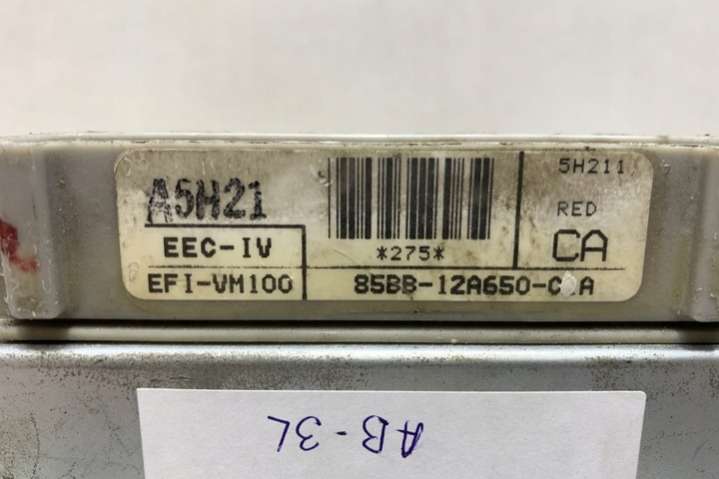 A5H21
EEC-IV
EFI-VM100
*275*
5H211
RED
CA
AB-3L